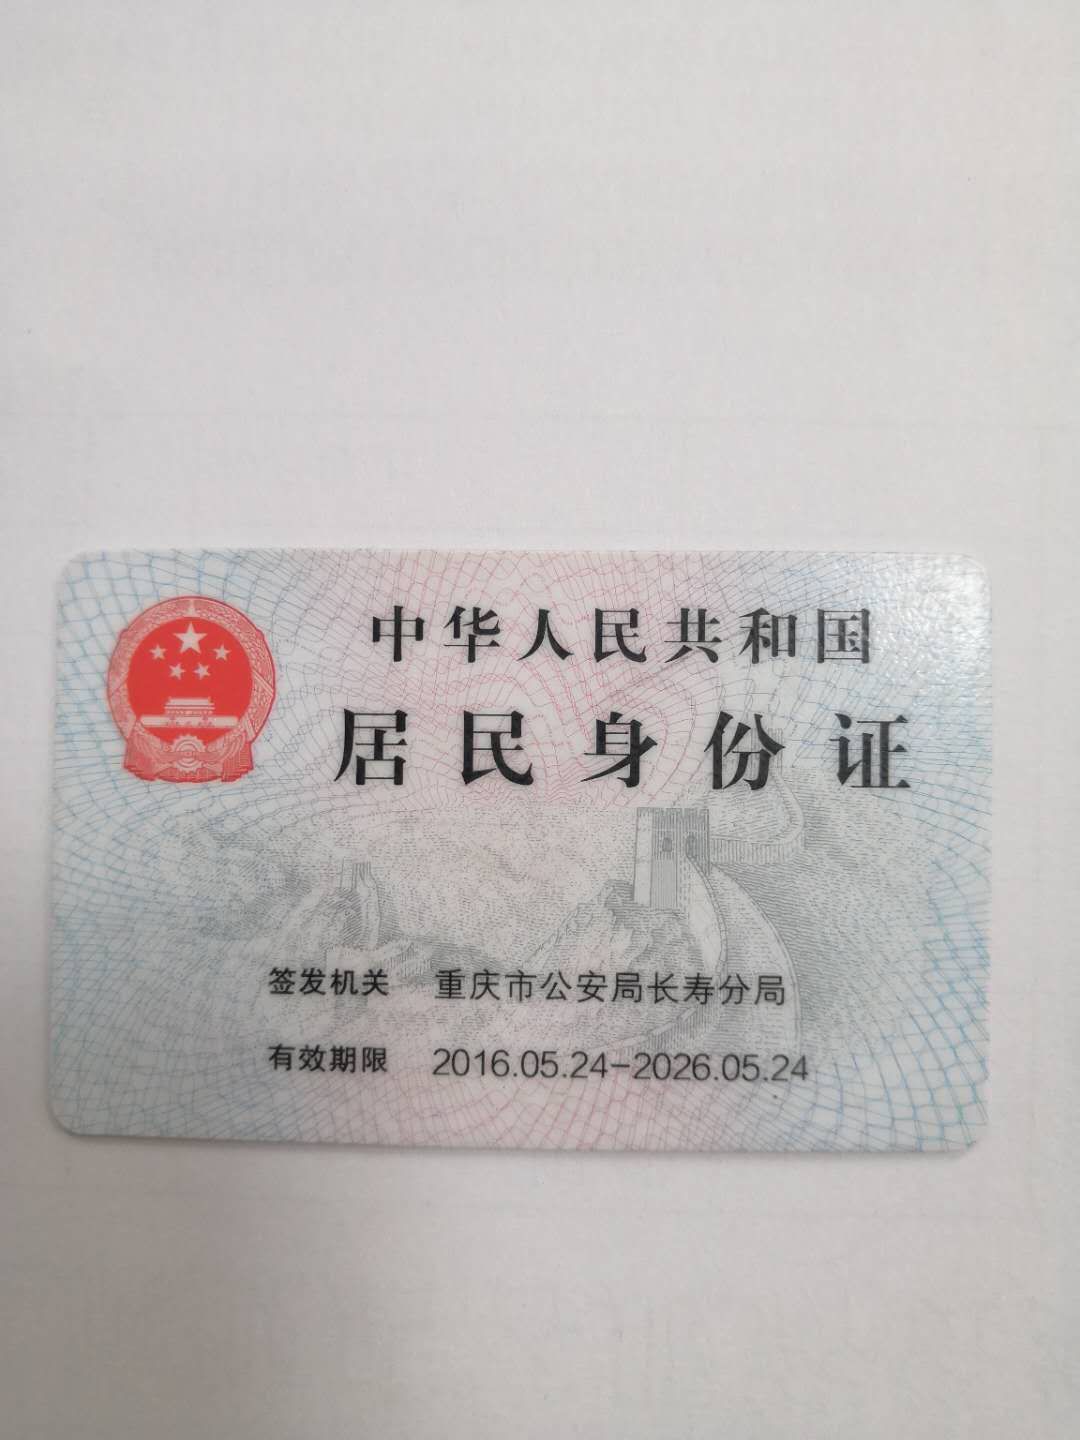 中华人民共和国
居民身份证
签发机关 重庆市公安局长寿分局
有效期限 2016.05.24-2026.05.24